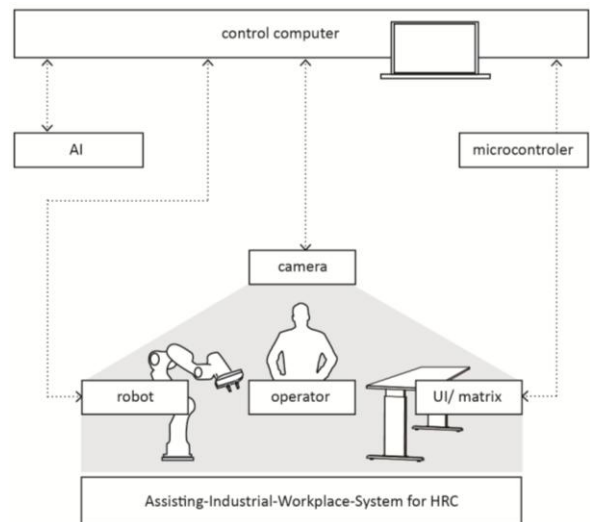 control computer
AI
microcontroler
camera
robot
operator
UI/ matrix
Assisting-Industrial-Workplace-System for HRC